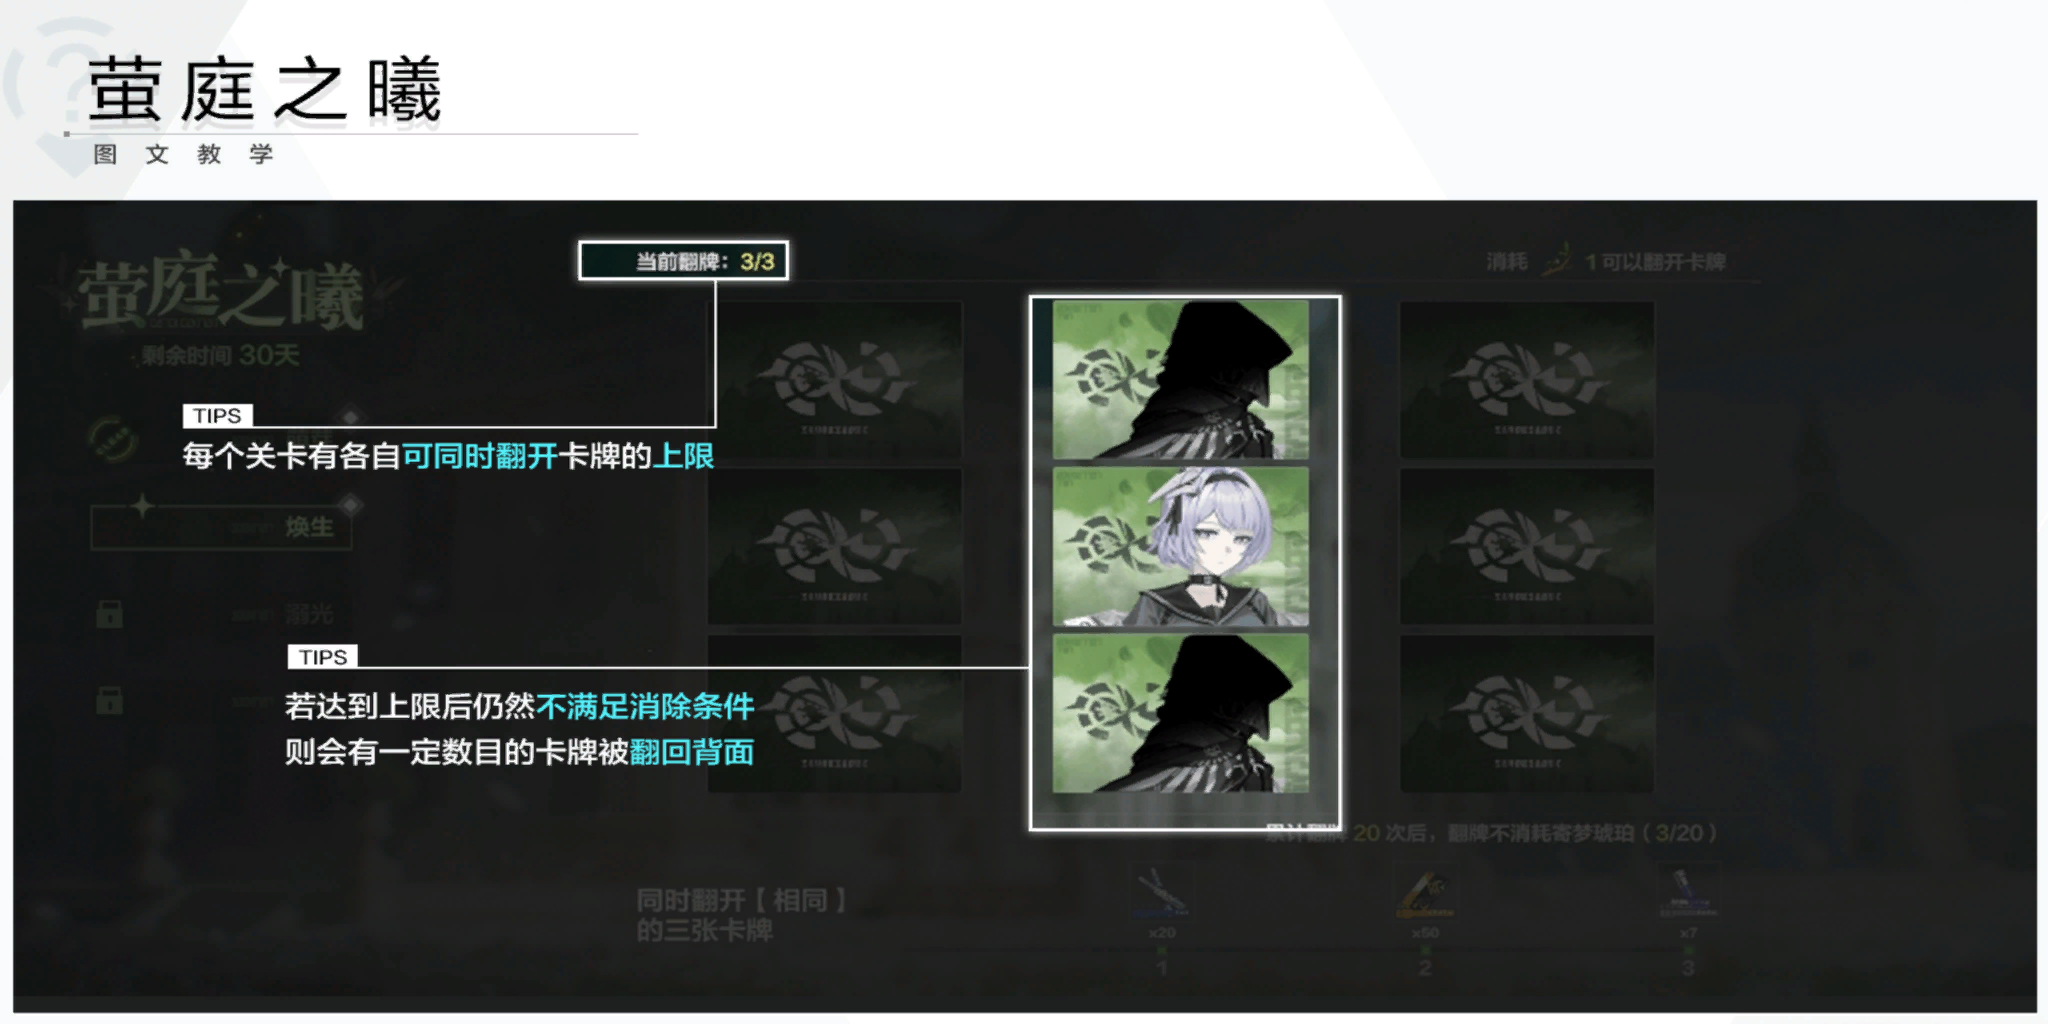 萤庭之曦
图文教学
当前翻牌：3/3
消耗 1可以翻开卡牌
萤庭之曦
剩余时间 30天
TIPS
每个关卡有各自可同时翻开卡牌的上限
焕生
溺光
TIPS
若达到上限后仍然不满足消除条件
则会有一定数目的卡牌被翻回背面
累计翻牌 20 次后，翻牌不消耗寄梦琥珀（3/20）
同时翻开【相同】
的三张卡牌
x20
x50
x7
1
2
3